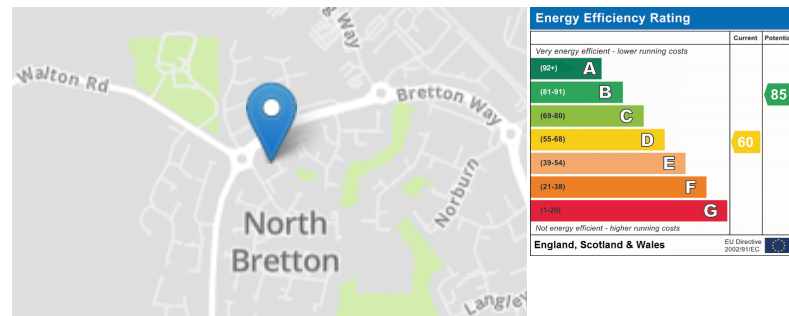 Walton Rd
g Way
Bretton Way
Norburn
North
Bretton
Langley
Energy Efficiency Rating
Current Potentia
Very energy efficient - lower running costs
(92+) A
(81-91) B
85
(69-80) C
(55-68) D
60
(39-54) E
(21-38) F
(1-20) G
Not energy efficient - higher running costs
England, Scotland & Wales
EU Directive
2002/91/EC